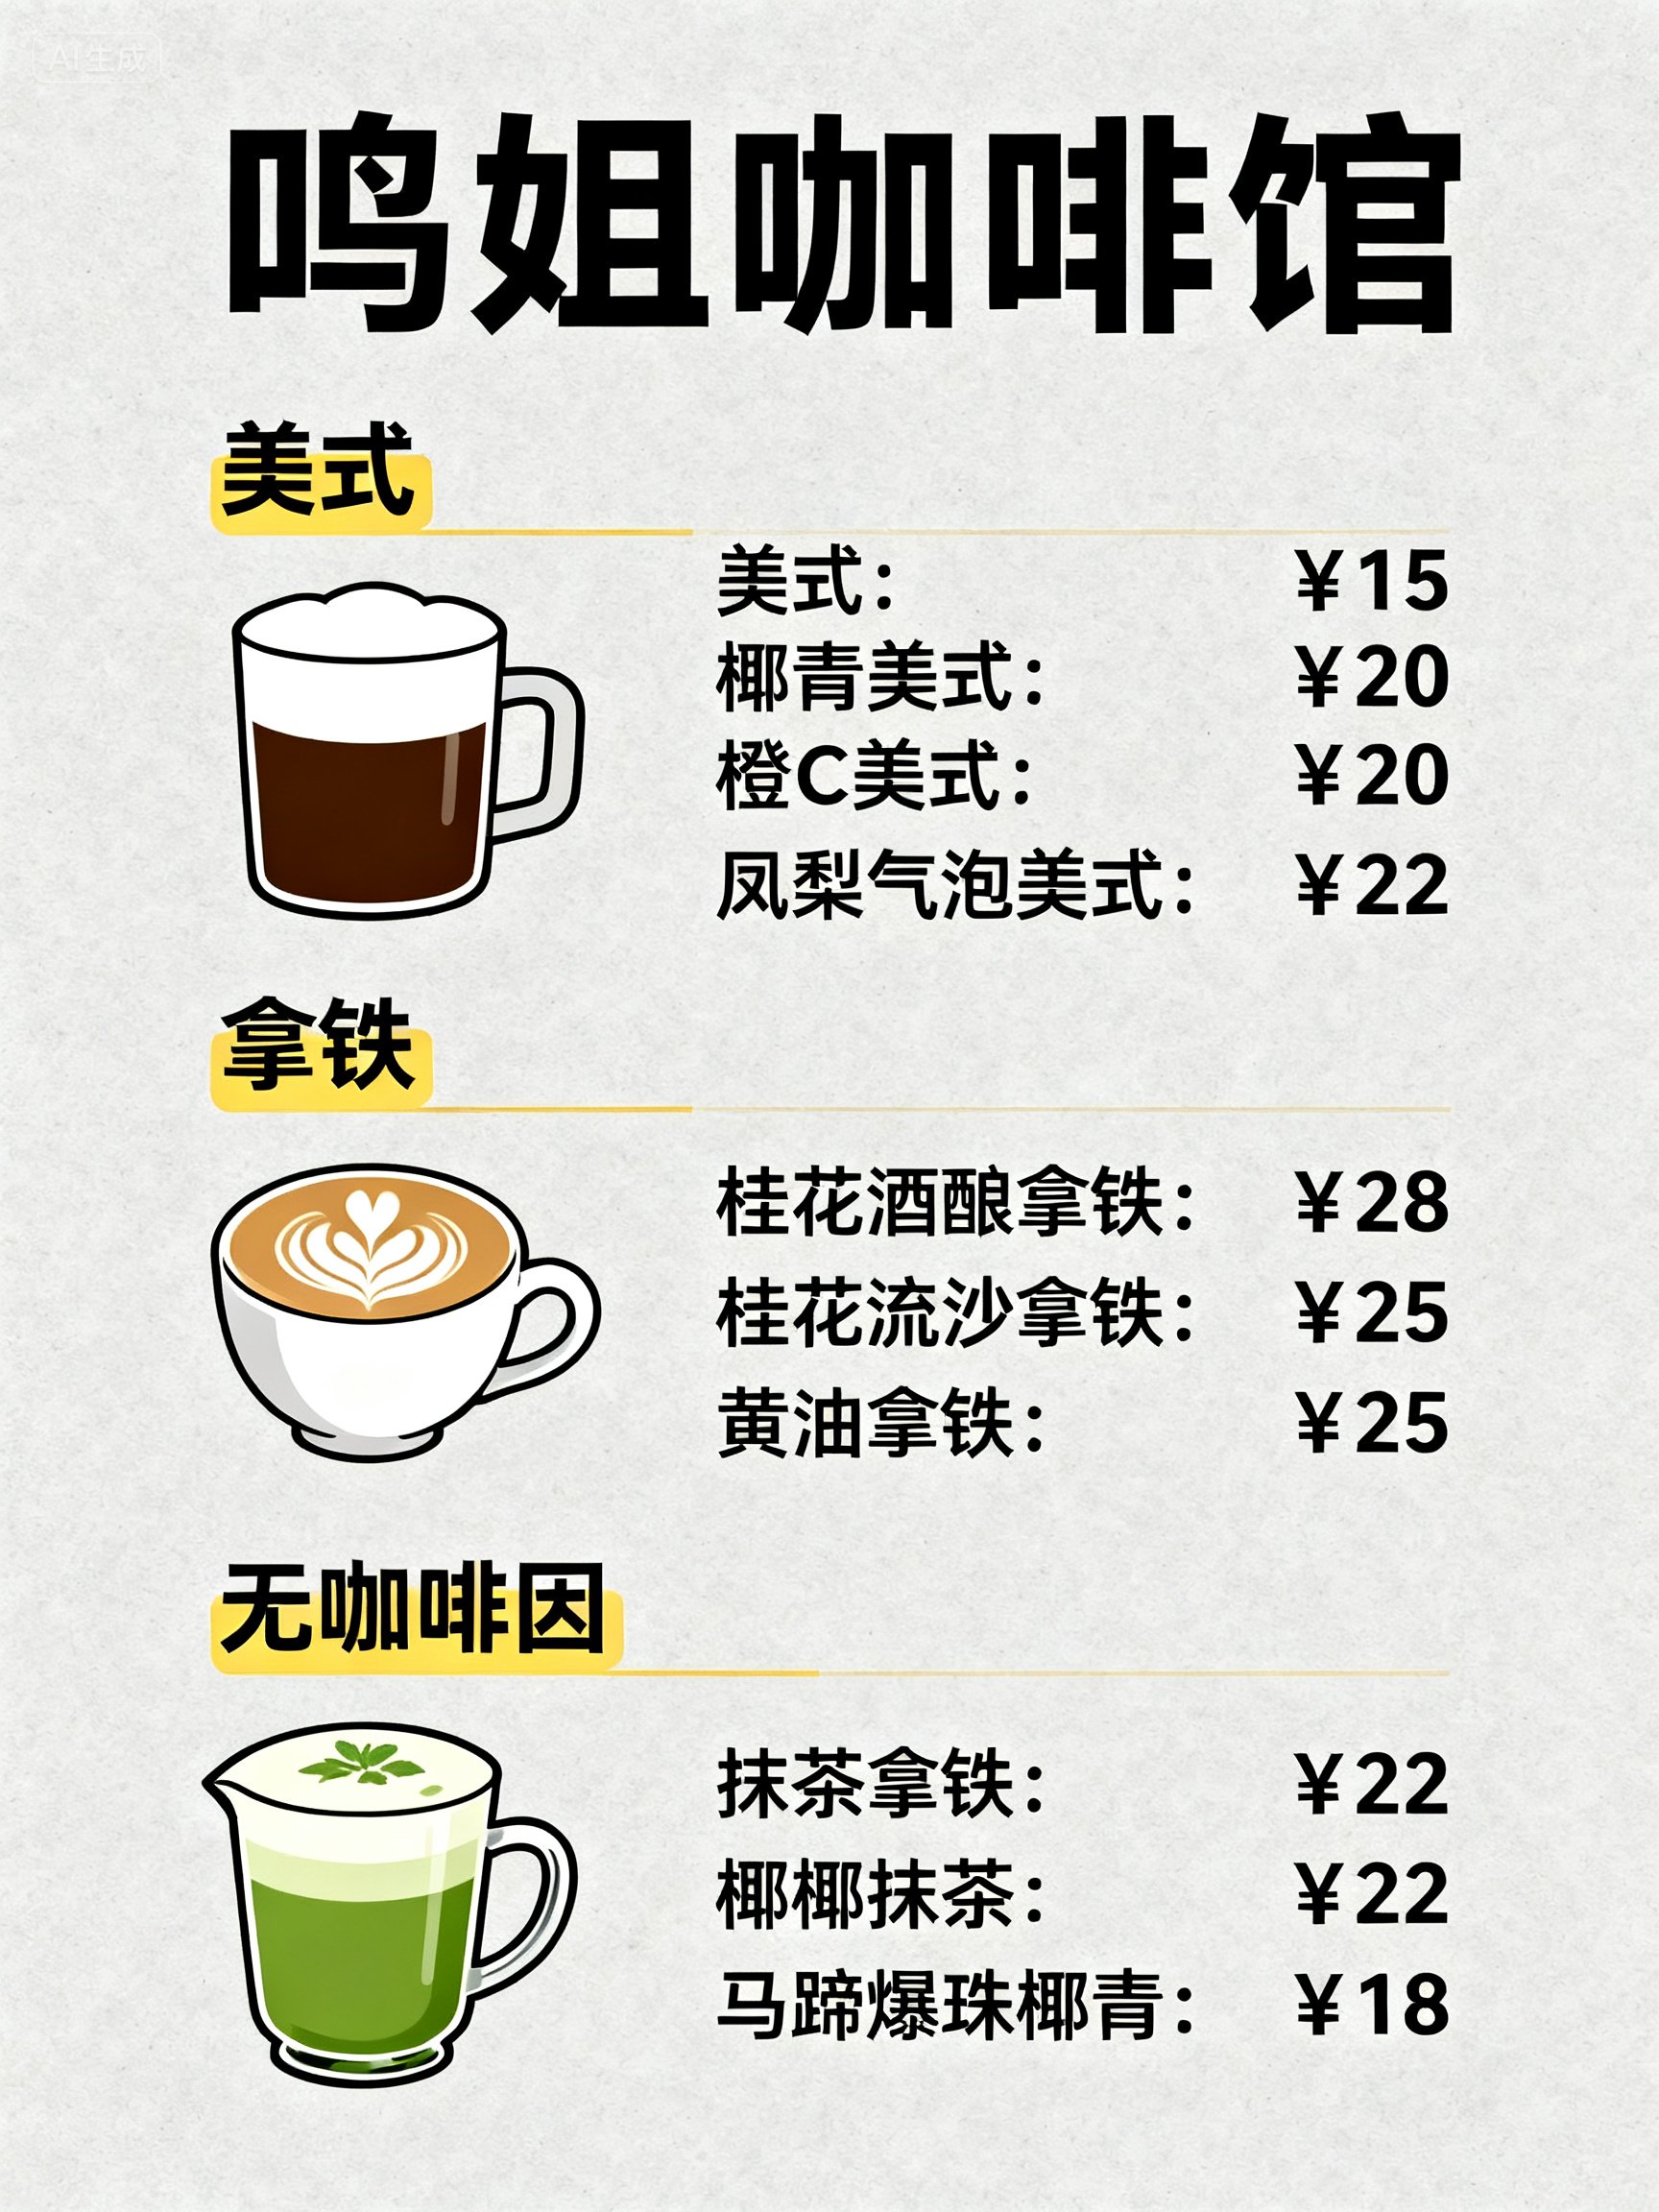 AI生成
鸣姐咖啡馆
美式
美式： ¥15
椰青美式： ¥20
橙C美式： ¥20
凤梨气泡美式： ¥22
拿铁
桂花酒酿拿铁： ¥28
桂花流沙拿铁： ¥25
黄油拿铁： ¥25
无咖啡因
抹茶拿铁： ¥22
椰椰抹茶： ¥22
马蹄爆珠椰青： ¥18